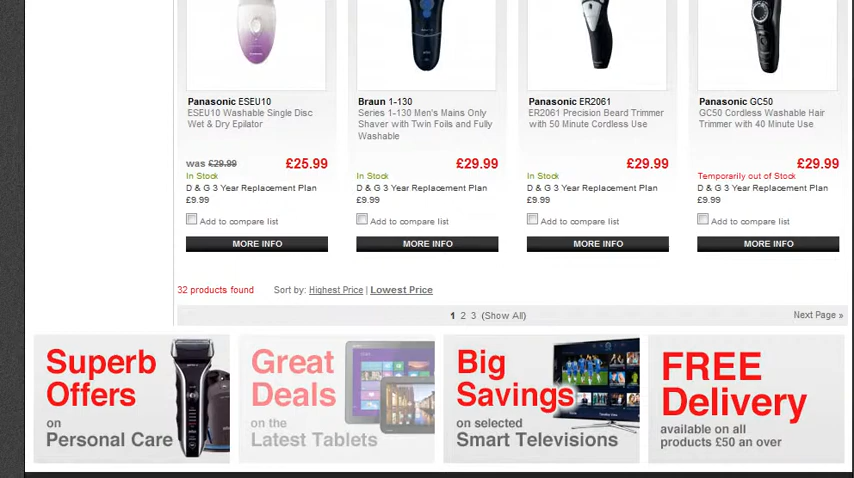 Panasonic ESEU10
ESEU10 Washable Single Disc
Wet & Dry Epilator
was £29.99 £25.99
In Stock
D & G 3 Year Replacement Plan
£9.99
Add to compare list
MORE INFO
Braun 1-130
Series 1-130 Men's Mains Only
Shaver with Twin Foils and Fully
Washable
£29.99
In Stock
D & G 3 Year Replacement Plan
£9.99
Add to compare list
MORE INFO
Panasonic ER2061
ER2061 Precision Beard Trimmer
with 50 Minute Cordless Use
£29.99
In Stock
D & G 3 Year Replacement Plan
£9.99
Add to compare list
MORE INFO
Panasonic GC50
GC50 Cordless Washable Hair
Trimmer with 40 Minute Use
£29.99
Temporarily out of Stock
D & G 3 Year Replacement Plan
£9.99
Add to compare list
MORE INFO
32 products found Sort by: Highest Price | Lowest Price
1 2 3 (Show All) Next Page »
Superb
Offers
on
Personal Care
Great
Deals
on the
Latest Tablets
Big
Savings
on selected
Smart Televisions
FREE
Delivery
available on all
products £50 an over